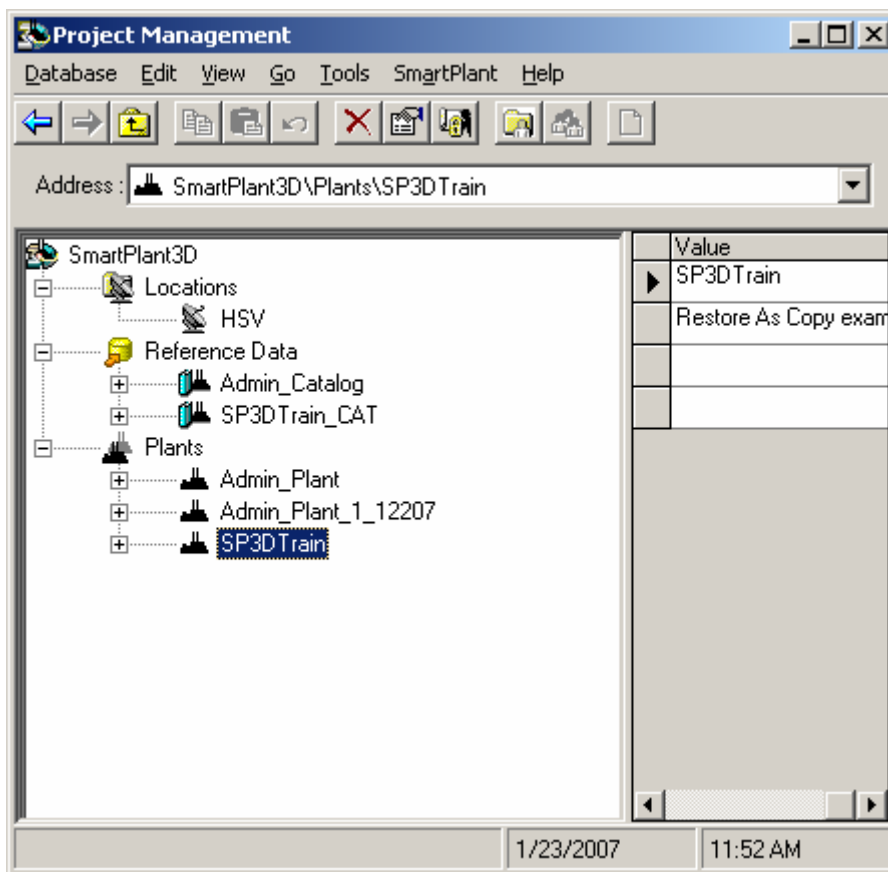 Project Management
Database Edit View Go Tools SmartPlant Help
Address : SmartPlant3D\Plants\SP3DTrain
SmartPlant3D
Locations
HSV
Reference Data
Admin_Catalog
SP3DTrain_CAT
Plants
Admin_Plant
Admin_Plant_1_12207
SP3DTrain
Value
SP3DTrain
Restore As Copy exam
1/23/2007 11:52 AM